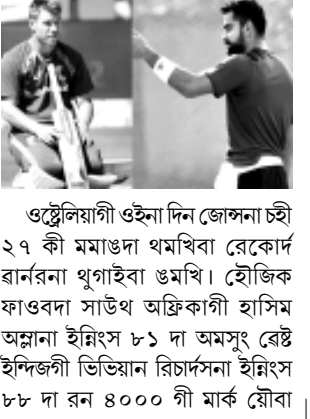 ওষ্ট্রেলিয়াগী ওইনা দিন জোন্সনা চহী
২৭ কী মমাঙদা থমখিবা রেকোর্দ
ৱার্নরনা থুগাইবা ঙমখি। হৌজিক
ফাওবদা সাউথ অফ্রিকাগী হাসিম
অম্লানা ইন্নিংস ৮১ দা অমসুং ৱেষ্ট
ইন্দিজগী ভিভিয়ান রিচার্দসনা ইন্নিংস
৮৮ দা রন ৪০০০ গী মার্ক য়ৌবা